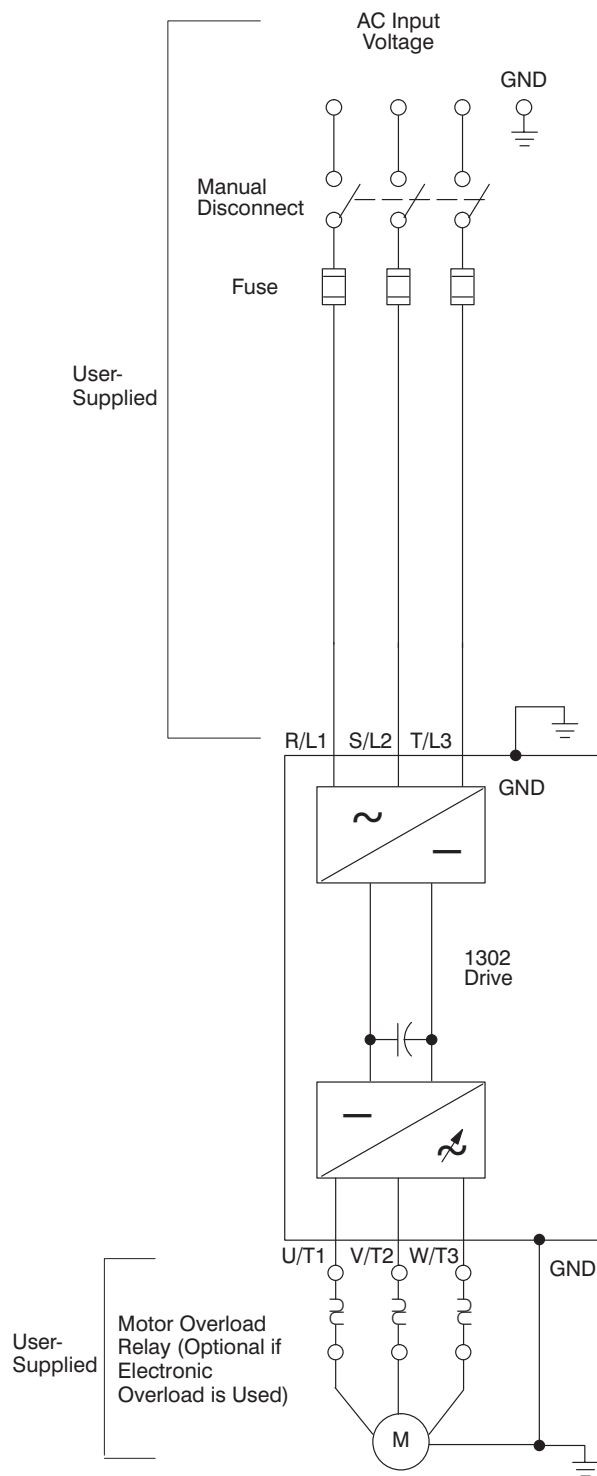 AC Input
Voltage
GND
Manual
Disconnect
Fuse
User-
Supplied
R/L1 S/L2 T/L3
GND
1302
Drive
U/T1 V/T2 W/T3
GND
User-
Supplied
Motor Overload
Relay (Optional if
Electronic
Overload is Used)
M